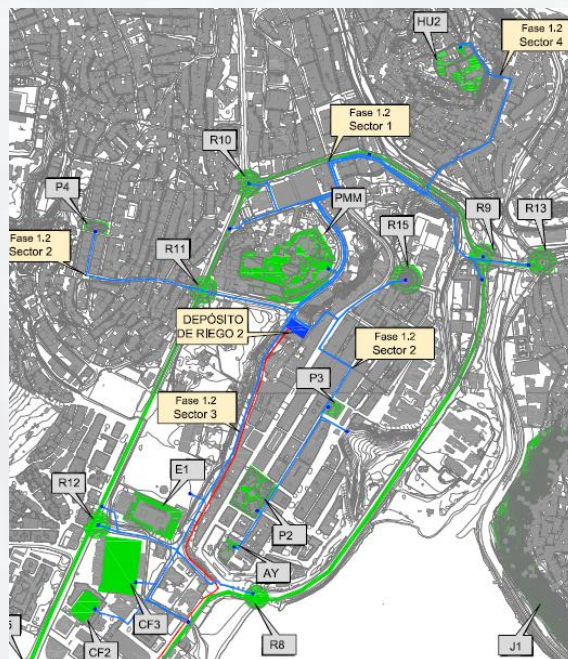 HU2
Fase 1.2
Sector 4
Fase 1.2
Sector 1
R10
P4
PMM
R15
R9
R13
Fase 1.2
Sector 2
R11
DEPÓSITO
DE RIEGO 2
Fase 1.2
Sector 2
P3
Fase 1.2
Sector 3
E1
R12
P2
AY
CF3
CF2
R8
J1